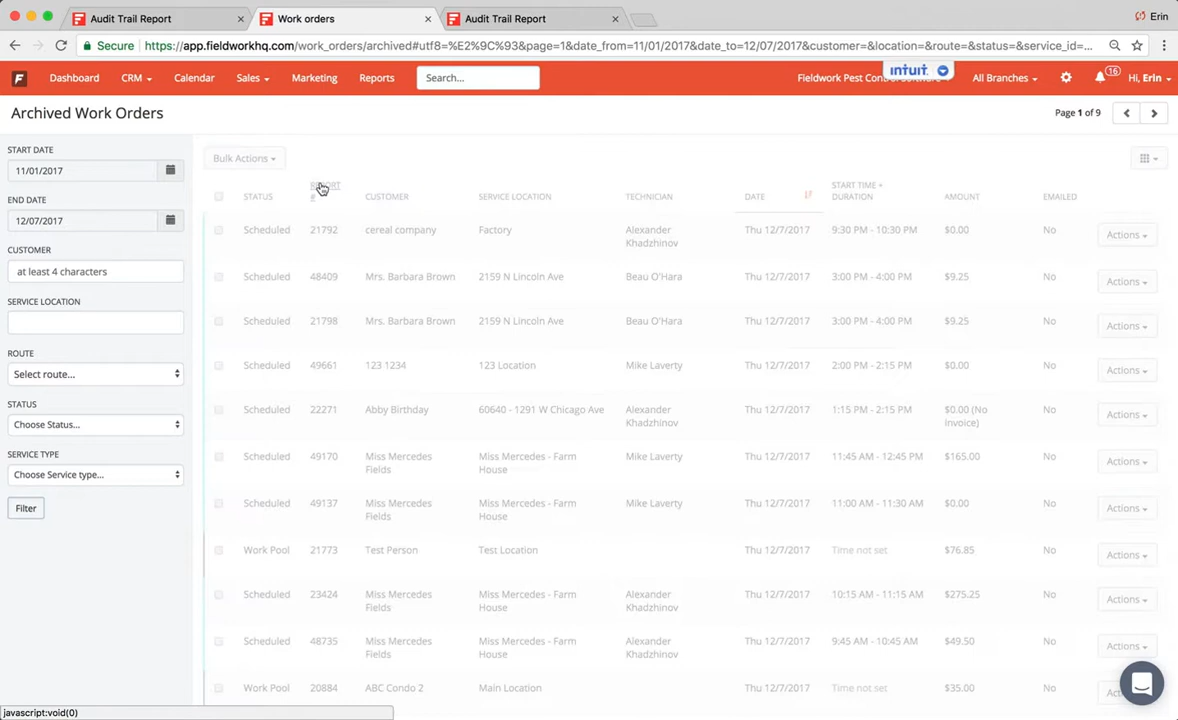 Audit Trail Report
Work orders
Audit Trail Report
Erin
Secure
https://app.fieldworkhq.com/work_orders/archived#utf8=%E2%9C%93&page=1&date_from=11/01/2017&date_to=12/07/2017&customer=&location=&route=&status=&service_id=...
Dashboard CRM Calendar Sales Marketing Reports Search...
Fieldwork Pest Control
intuit
All Branches
16
Hi, Erin
Archived Work Orders
Page 1 of 9
START DATE
11/01/2017
END DATE
12/07/2017
CUSTOMER
at least 4 characters
SERVICE LOCATION
ROUTE
Select route...
STATUS
Choose Status...
SERVICE TYPE
Choose Service type...
Filter
Bulk Actions
STATUS REPORT # CUSTOMER SERVICE LOCATION TECHNICIAN DATE START TIME + DURATION AMOUNT EMAILED
Scheduled 21792 cereal company Factory Alexander Khadzhinov Thu 12/7/2017 9:30 PM - 10:30 PM $0.00 No Actions
Scheduled 48409 Mrs. Barbara Brown 2159 N Lincoln Ave Beau O'Hara Thu 12/7/2017 3:00 PM - 4:00 PM $9.25 No Actions
Scheduled 21798 Mrs. Barbara Brown 2159 N Lincoln Ave Beau O'Hara Thu 12/7/2017 3:00 PM - 4:00 PM $9.25 No Actions
Scheduled 49661 123 1234 123 Location Mike Laverty Thu 12/7/2017 2:00 PM - 2:15 PM $0.00 No Actions
Scheduled 22271 Abby Birthday 60640 - 1291 W Chicago Ave Alexander Khadzhinov Thu 12/7/2017 1:15 PM - 2:15 PM $0.00 (No Invoice) No Actions
Scheduled 49170 Miss Mercedes Fields Miss Mercedes - Farm House Mike Laverty Thu 12/7/2017 11:45 AM - 12:45 PM $165.00 No Actions
Scheduled 49137 Miss Mercedes Fields Miss Mercedes - Farm House Mike Laverty Thu 12/7/2017 11:00 AM - 11:30 AM $0.00 No Actions
Work Pool 21773 Test Person Test Location Thu 12/7/2017 Time not set $76.85 No Actions
Scheduled 23424 Miss Mercedes Fields Miss Mercedes - Farm House Alexander Khadzhinov Thu 12/7/2017 10:15 AM - 11:15 AM $275.25 No Actions
Scheduled 48735 Miss Mercedes Fields Miss Mercedes - Farm House Alexander Khadzhinov Thu 12/7/2017 9:45 AM - 10:45 AM $49.50 No Actions
Work Pool 20884 ABC Condo 2 Main Location Thu 12/7/2017 Time not set $35.00 No
javascript:void(0)